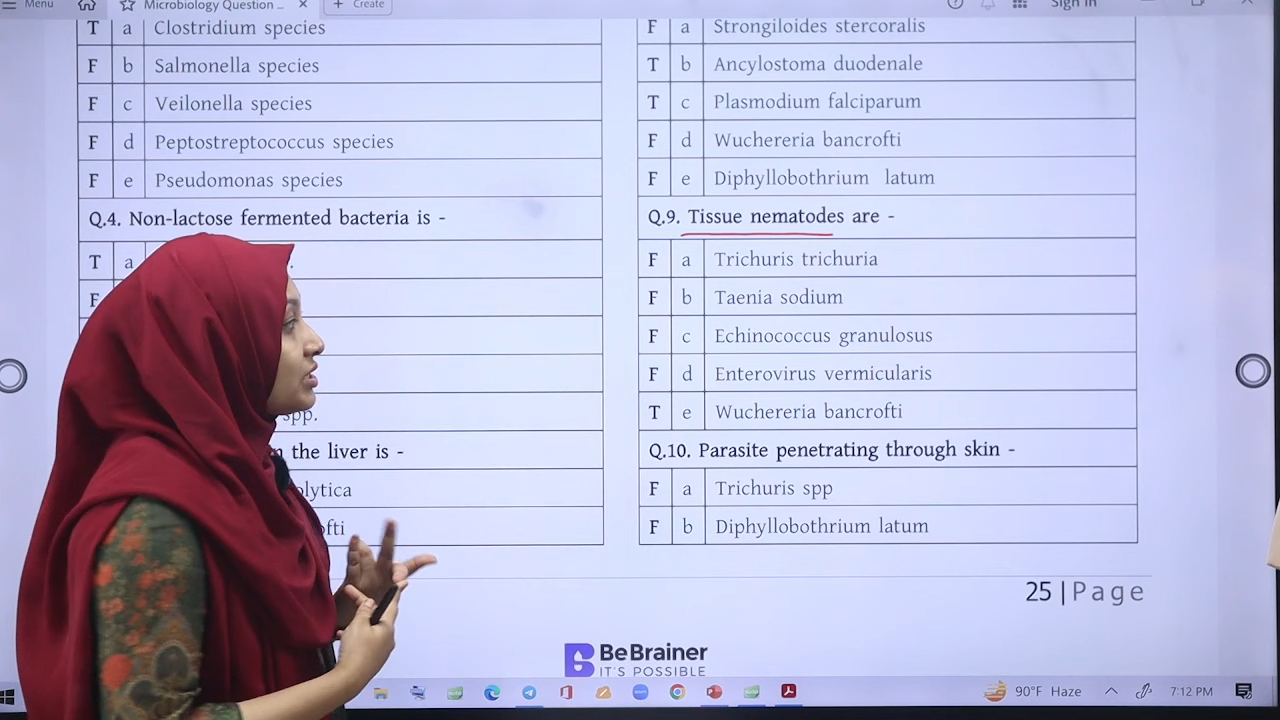 Menu
Microbiology Question ...
Create
Sign in
T a Clostridium species
F b Salmonella species
F c Veilonella species
F d Peptostreptococcus species
F e Pseudomonas species
Q.4. Non-lactose fermented bacteria is -
T a
F
spp.
the liver is -
F a Strongiloides stercoralis
T b Ancylostoma duodenale
T c Plasmodium falciparum
F d Wuchereria bancrofti
F e Diphyllobothrium latum
Q.9. Tissue nematodes are -
F a Trichuris trichuria
F b Taenia sodium
F c Echinococcus granulosus
F d Enterovirus vermicularis
T e Wuchereria bancrofti
Q.10. Parasite penetrating through skin -
F a Trichuris spp
F b Diphyllobothrium latum
25 | Page
BeBrainer
IT'S POSSIBLE
90°F Haze
7:12 PM